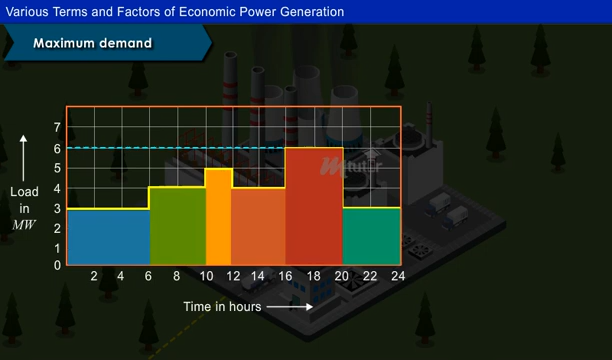 Various Terms and Factors of Economic Power Generation
Maximum demand
7
6
5
4
3
2
1
0
Load
in
MW
2 4 6 8 10 12 14 16 18 20 22 24
Time in hours